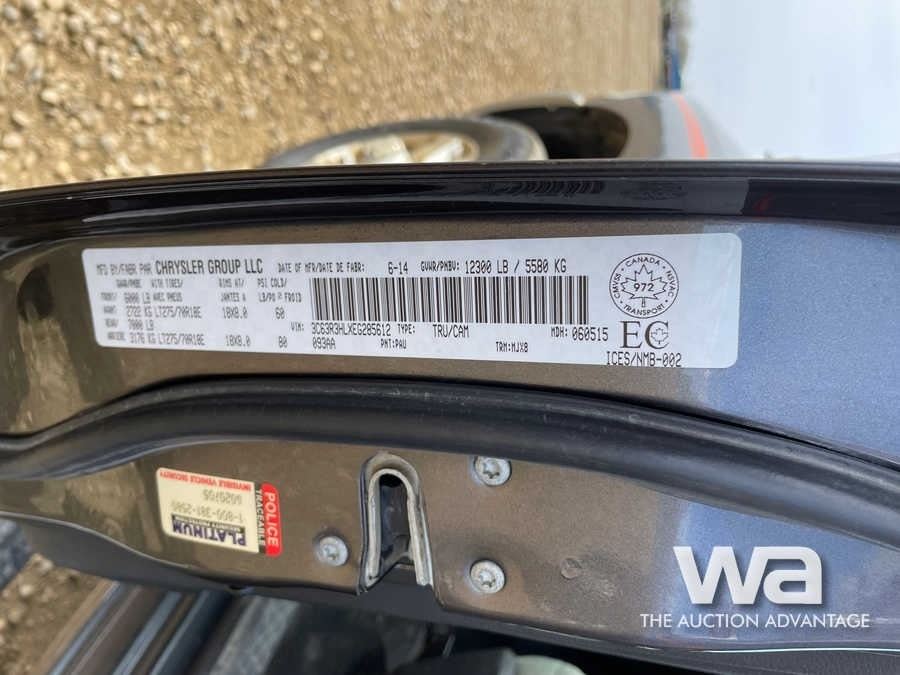 MFD BY/FABR PAR CHRYSLER GROUP LLC DATE OF MFR/DATE DE FABR: 6-14 GVWR/PNBV: 12300 LB / 5580 KG
GAWR/PNBE WITH TIRES/ RIMS AT/ PSI COLD/
FRONT/ 6000 LB AVEC PNEUS JANTES A LB/PO² FROID
AVANT 2722 KG LT275/70R18E 18X8.0 60
REAR/ 7000 LB VIN: 3C63R3HLXEG285612 TYPE: TRU/CAM MDH: 060515
ARRIERE 3176 KG LT275/70R18E 18X8.0 80 093AA PNT:PAU TRM:MJX8
CMVSS • CANADA • NSVAC
972
TRANSPORT
EC
ICES/NMB-002
POLICE
TRACEABLE
INVISIBLE VEHICLE SECURITY
PLATINUM
wa
THE AUCTION ADVANTAGE